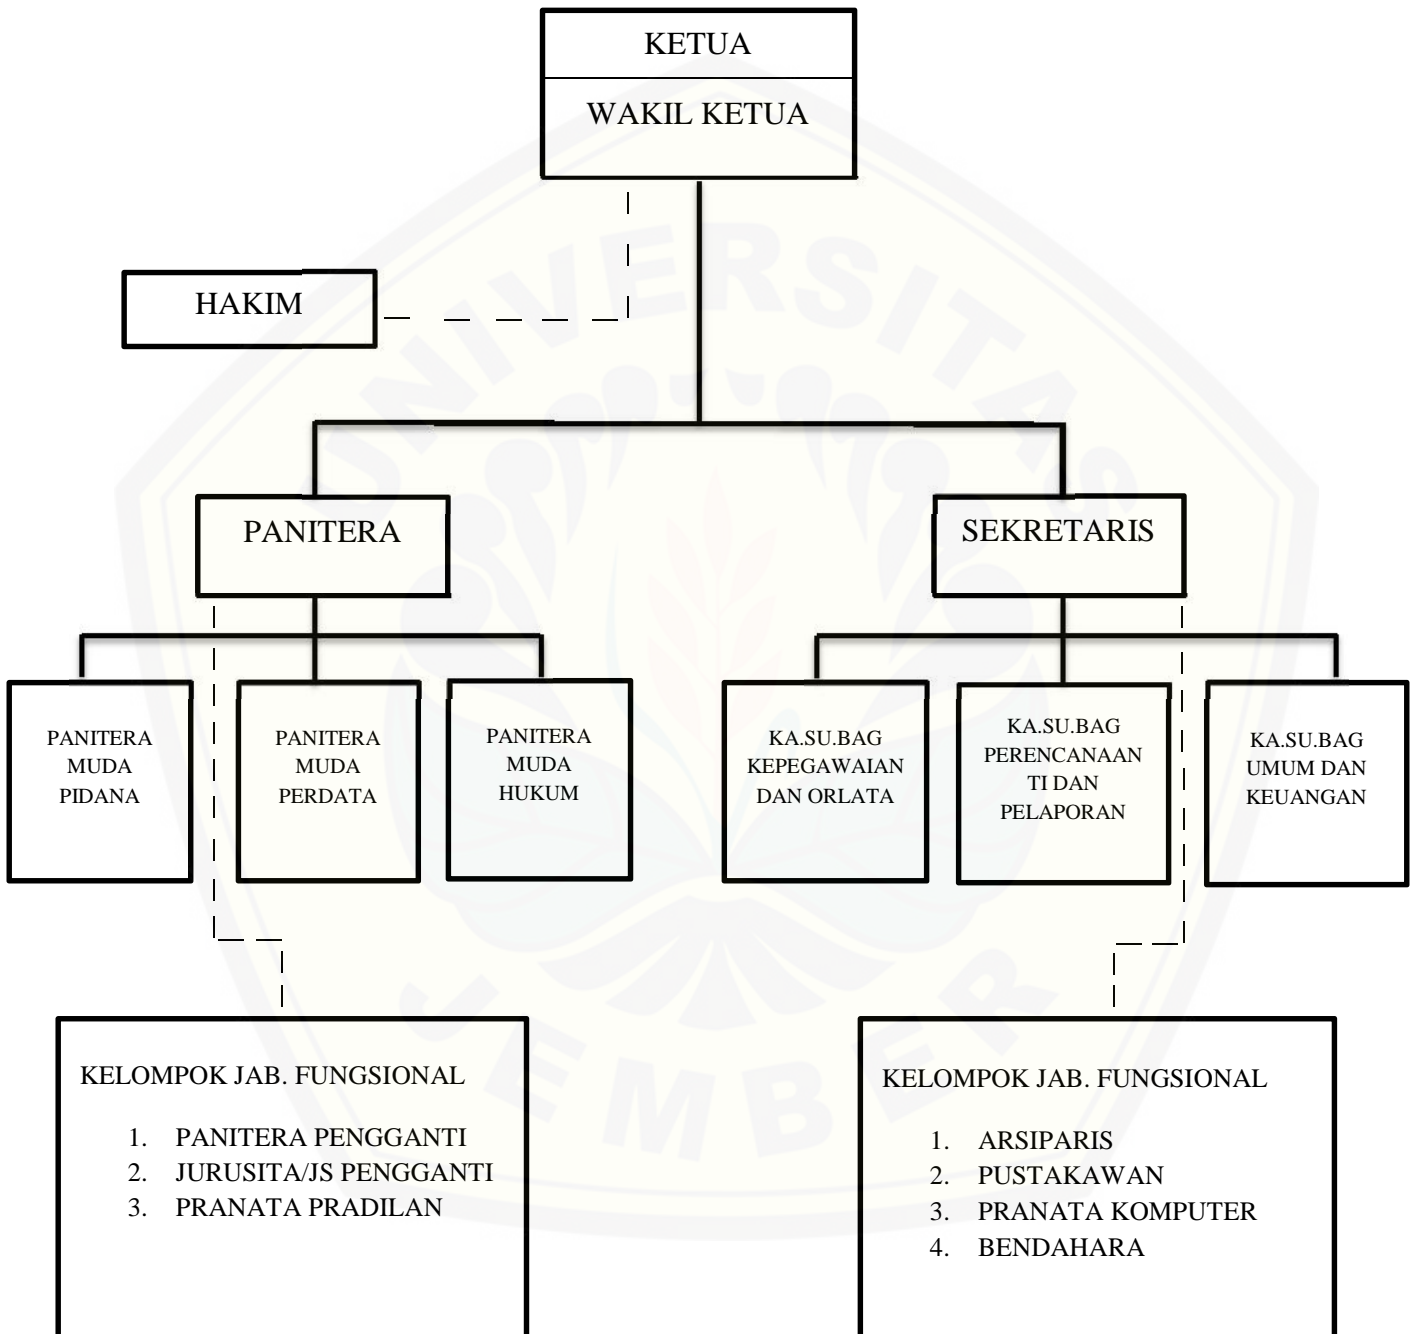 KETUA
WAKIL KETUA
HAKIM
PANITERA
SEKRETARIS
PANITERA
MUDA
PIDANA
PANITERA
MUDA
PERDATA
PANITERA
MUDA
HUKUM
KA.SU.BAG
KEPEGAWAIAN
DAN ORLATA
KA.SU.BAG
PERENCANAAN
TI DAN
PELAPORAN
KA.SU.BAG
UMUM DAN
KEUANGAN
KELOMPOK JAB. FUNGSIONAL
1. PANITERA PENGGANTI
2. JURUSITA/JS PENGGANTI
3. PRANATA PRADILAN
KELOMPOK JAB. FUNGSIONAL
1. ARSIPARIS
2. PUSTAKAWAN
3. PRANATA KOMPUTER
4. BENDAHARA
UNIVERSITAS
JEMBER